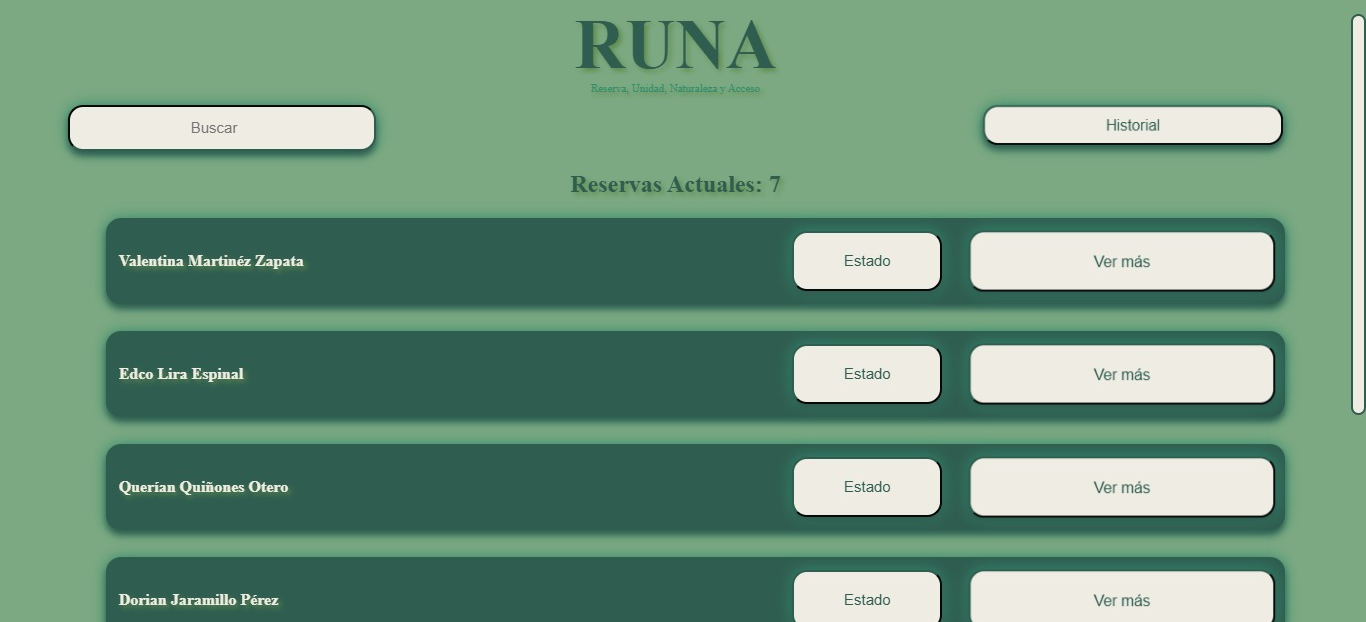 RUNA
Reserva, Unidad, Naturaleza y Acceso
Buscar
Historial
Reservas Actuales: 7
Valentina Martinéz Zapata
Estado
Ver más
Edco Lira Espinal
Estado
Ver más
Querían Quiñones Otero
Estado
Ver más
Dorian Jaramillo Pérez
Estado
Ver más